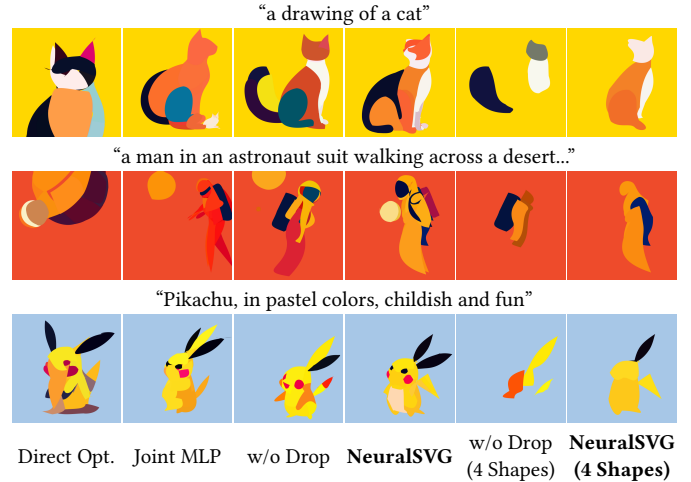 “a drawing of a cat”
“a man in an astronaut suit walking across a desert...”
“Pikachu, in pastel colors, childish and fun”
Direct Opt. Joint MLP w/o Drop NeuralSVG w/o Drop (4 Shapes) NeuralSVG (4 Shapes)